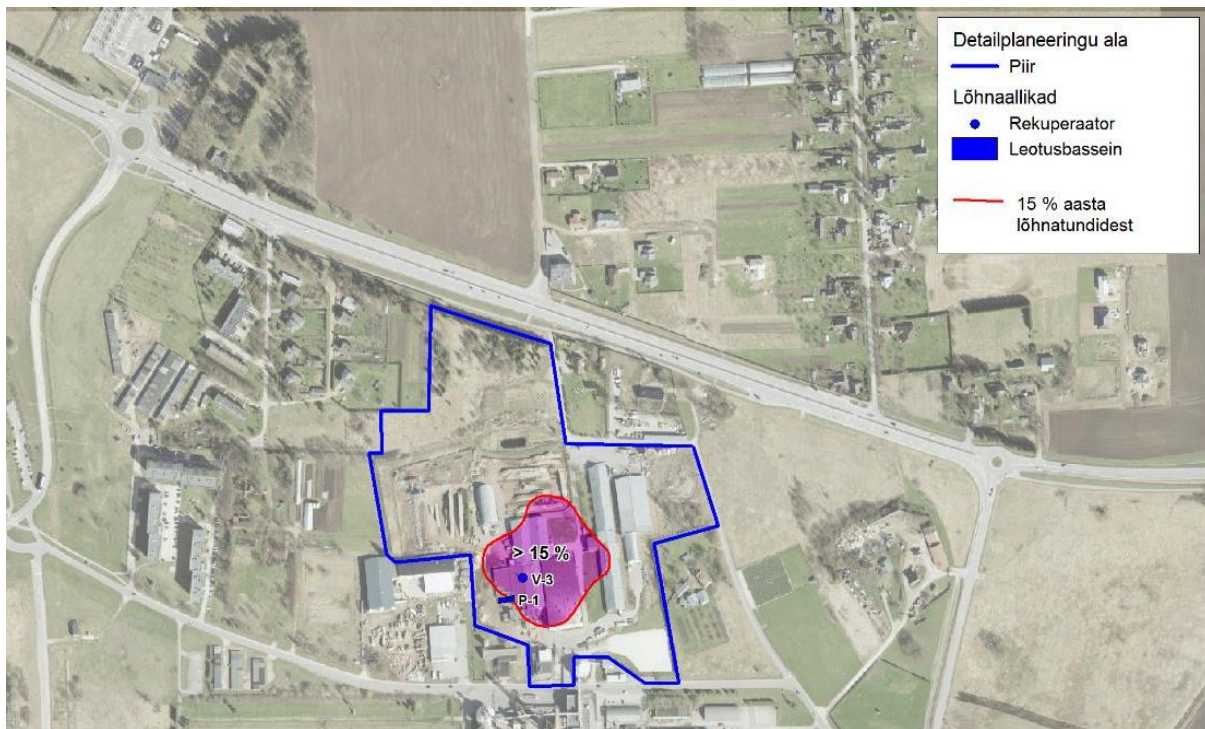 Detailplaneeringu ala
Piir
Lõhnaallikad
Rekuperaator
Leotusbassein
15 % aasta
lõhnatundidest
> 15 %
V-3
P-1